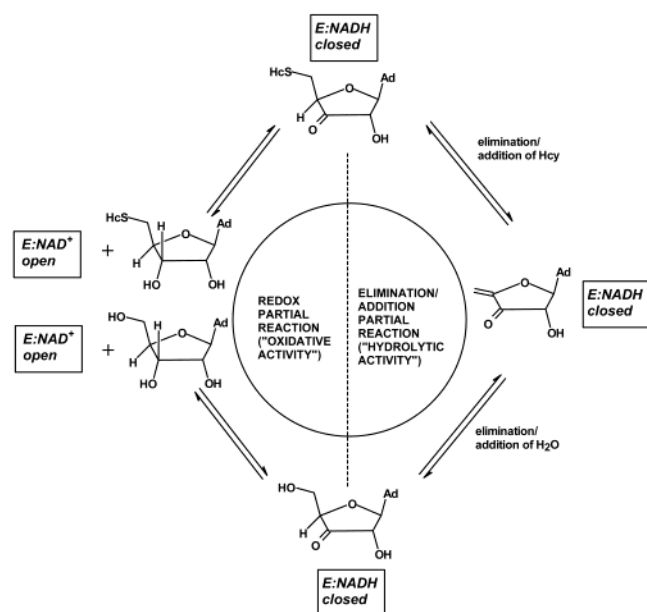 E:NADH
closed
HcS
O
Ad
H
O
OH
elimination/
addition of Hcy
HcS
H
Ad
O
H
HO
OH
E:NAD+
open
+
O
Ad
O
OH
E:NADH
closed
REDOX
PARTIAL
REACTION
("OXIDATIVE
ACTIVITY")
ELIMINATION/
ADDITION
PARTIAL
REACTION
("HYDROLYTIC
ACTIVITY")
HO
H
Ad
O
H
HO
OH
E:NAD+
open
+
elimination/
addition of H2O
HO
O
Ad
H
O
OH
E:NADH
closed